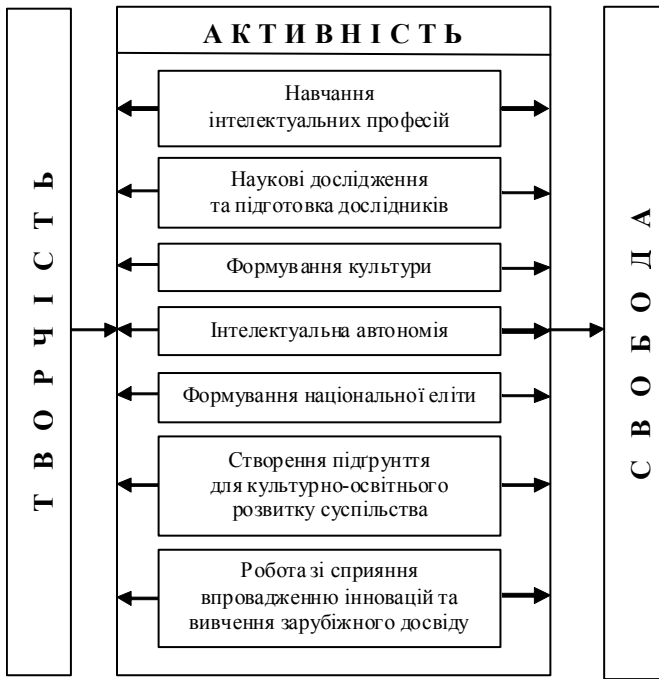 ТВОРЧІСТЬ
АКТИВНІСТЬ
Навчання
інтелектуальних професій
Наукові дослідження
та підготовка дослідників
Формування культури
Інтелектуальна автономія
Формування національної еліти
Створення підґрунття
для культурно-освітнього
розвитку суспільства
Робота зі сприяння
впровадженню інновацій та
вивчення зарубіжного досвіду
СВОБОДА